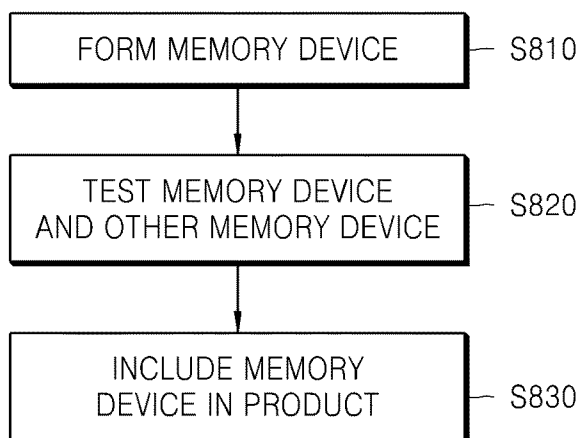 FORM MEMORY DEVICE
S810
TEST MEMORY DEVICE
AND OTHER MEMORY DEVICE
S820
INCLUDE MEMORY
DEVICE IN PRODUCT
S830